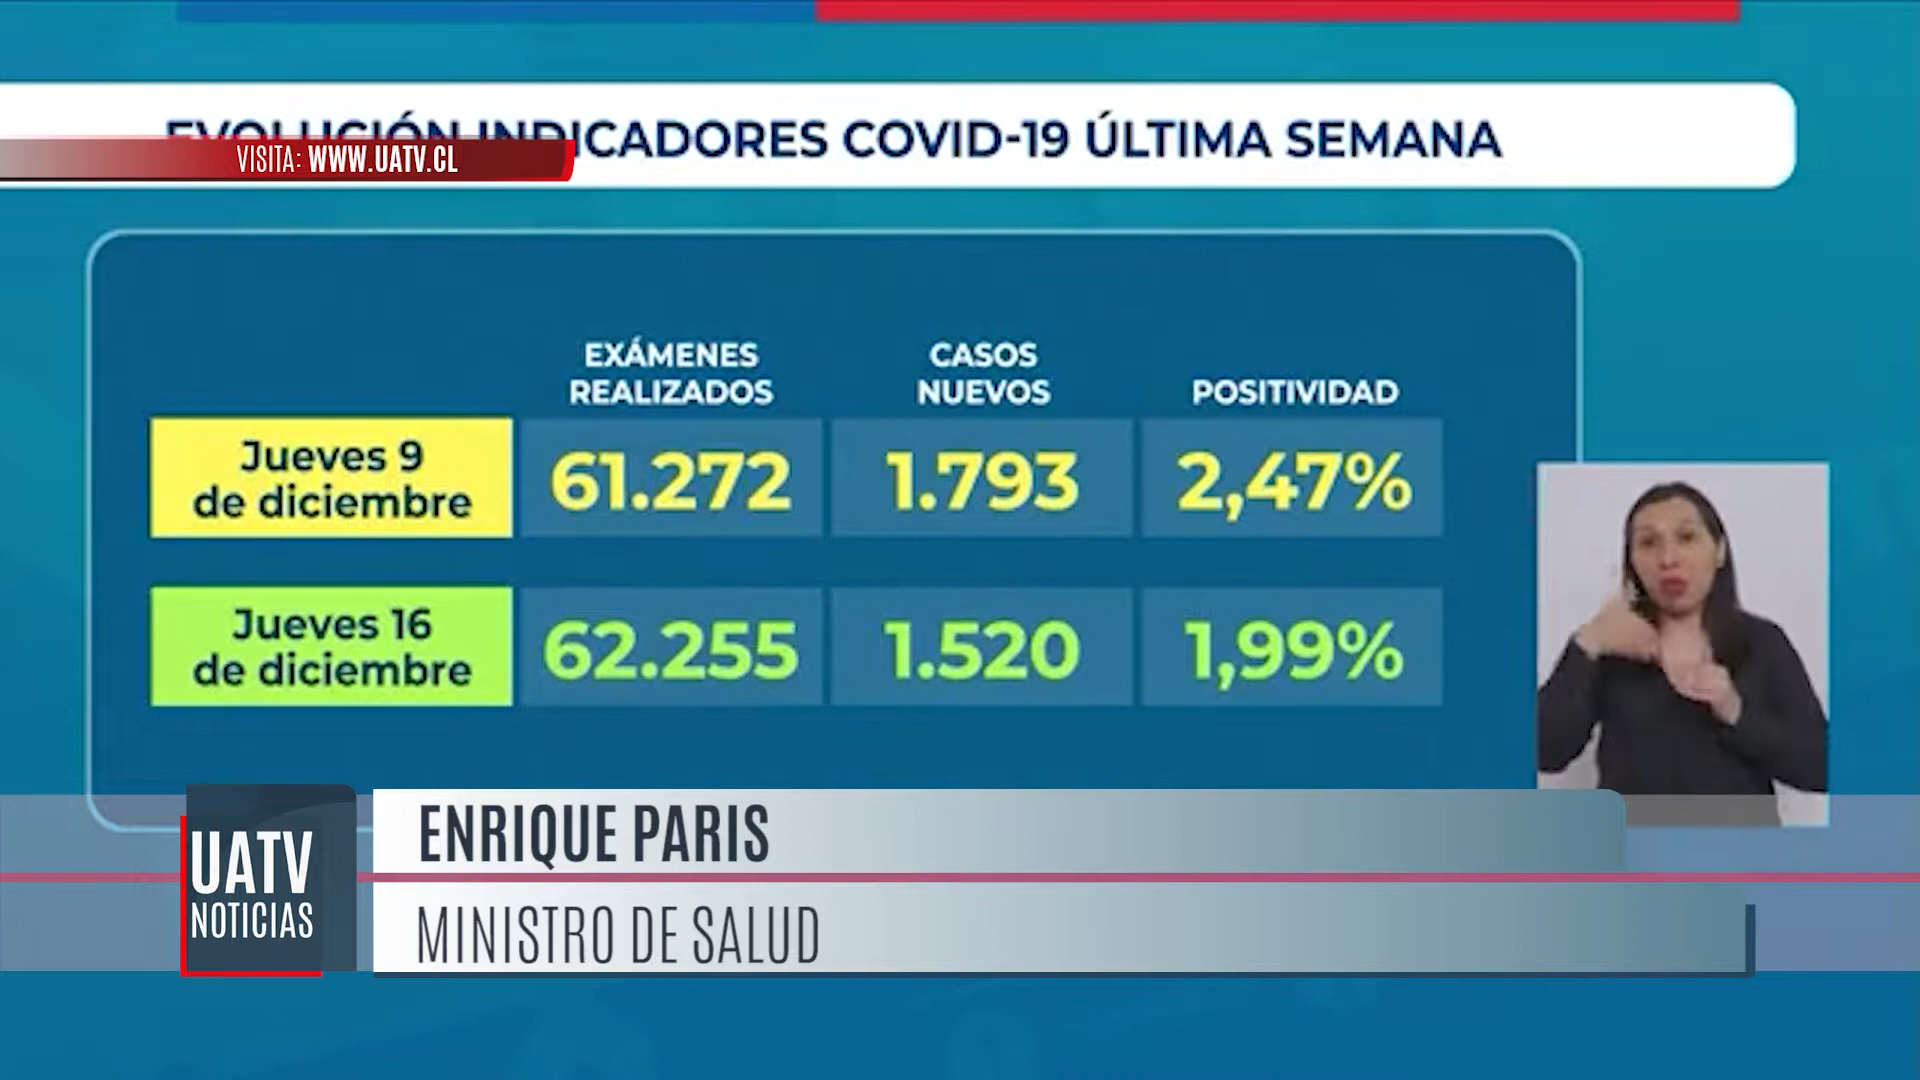 EVOLUCIÓN INDICADORES COVID-19 ÚLTIMA SEMANA
VISITA: WWW.UATV.CL
EXÁMENES
REALIZADOS
CASOS
NUEVOS
POSITIVIDAD
Jueves 9
de diciembre
61.272
1.793
2,47%
Jueves 16
de diciembre
62.255
1.520
1,99%
UATV
NOTICIAS
ENRIQUE PARIS
MINISTRO DE SALUD